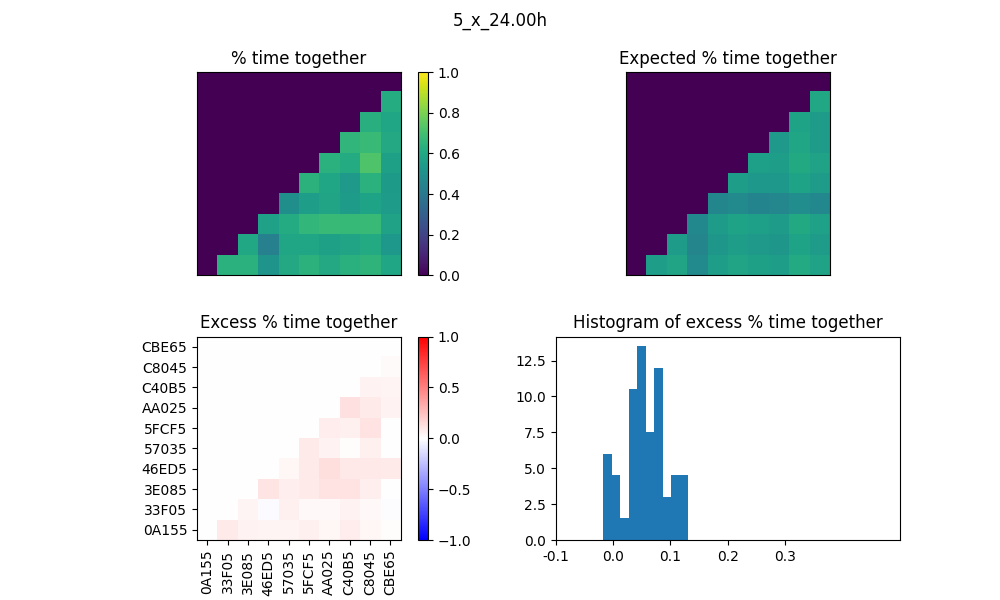 5_x_24.00h
% time together
Expected % time together
1.0
0.8
0.6
0.4
0.2
0.0
Excess % time together
Histogram of excess % time together
CBE65
C8045
C40B5
AA025
5FCF5
57035
46ED5
3E085
33F05
0A155
0A155
33F05
3E085
46ED5
57035
5FCF5
AA025
C40B5
C8045
CBE65
1.0
0.5
0.0
−0.5
−1.0
12.5
10.0
7.5
5.0
2.5
0.0
-0.1
0.0
0.1
0.2
0.3